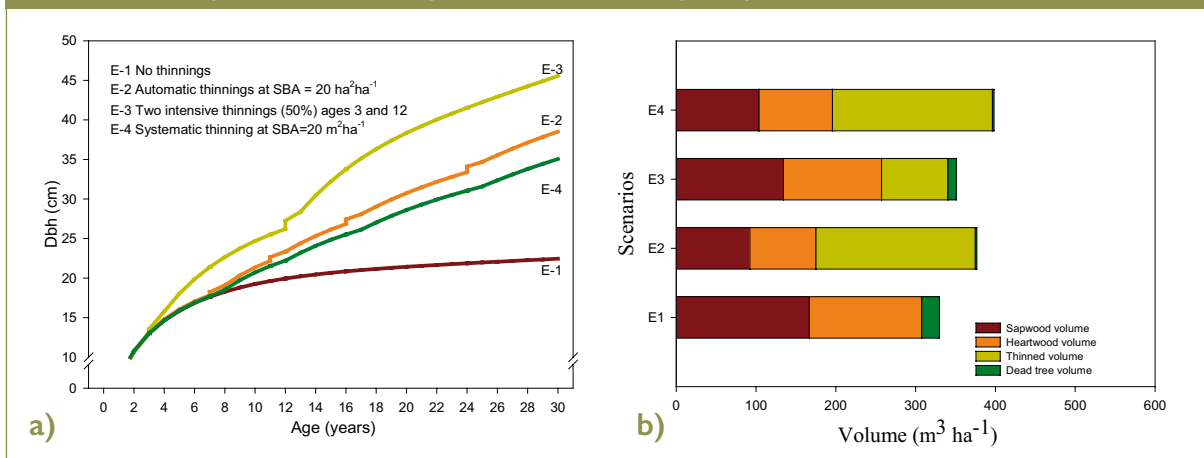 50
45
40
35
30
25
20
15
10
0
Dbh (cm)
E-1 No thinnings
E-2 Automatic thinnings at SBA = 20 ha²ha⁻¹
E-3 Two intensive thinnings (50%) ages 3 and 12
E-4 Systematic thinning at SBA=20 m²ha⁻¹
E-3
E-2
E-4
E-1
0 2 4 6 8 10 12 14 16 18 20 22 24 26 28 30
Age (years)
a)
Scenarios
E4
E3
E2
E1
Sapwood volume
Heartwood volume
Thinned volume
Dead tree volume
0 100 200 300 400 500 600
Volume (m³ ha⁻¹)
b)